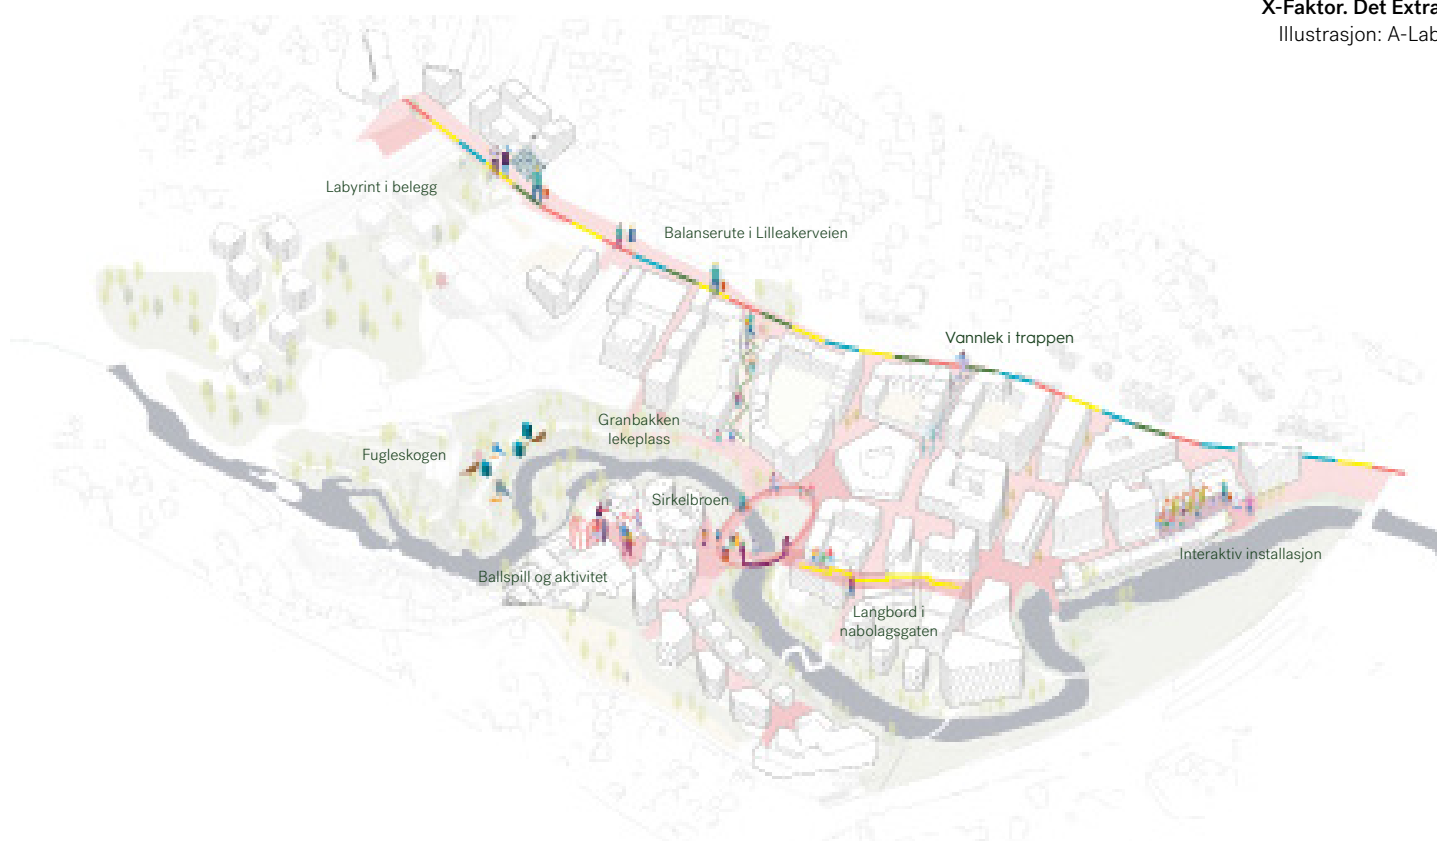 X-Faktor. Det Extra
Illustrasjon: A-Lab
Labyrint i belegg
Balanserute i Lilleakerveien
Vannlek i trappen
Granbakken
lekeplass
Fugleskogen
Sirkelbroen
Interaktiv installasjon
Ballspill og aktivitet
Langbord i
nabolagsgaten